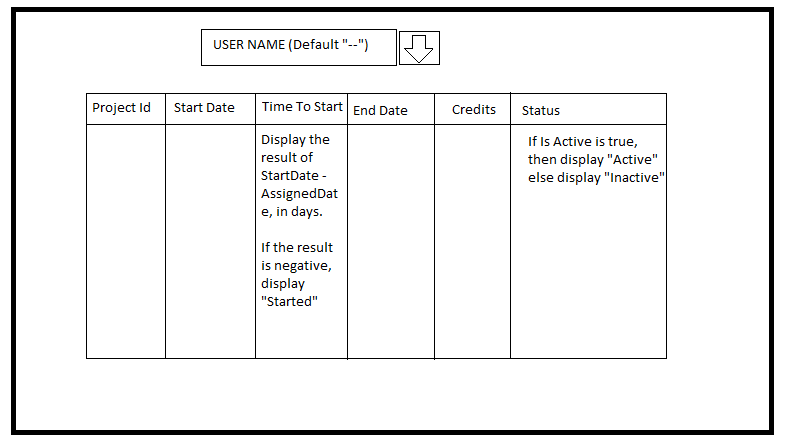 USER NAME (Default "--")
Project Id
Start Date
Time To Start
End Date
Credits
Status
Display the
result of
StartDate -
AssignedDat
e, in days.
If the result
is negative,
display
"Started"
If Is Active is true,
then display "Active"
else display "Inactive"